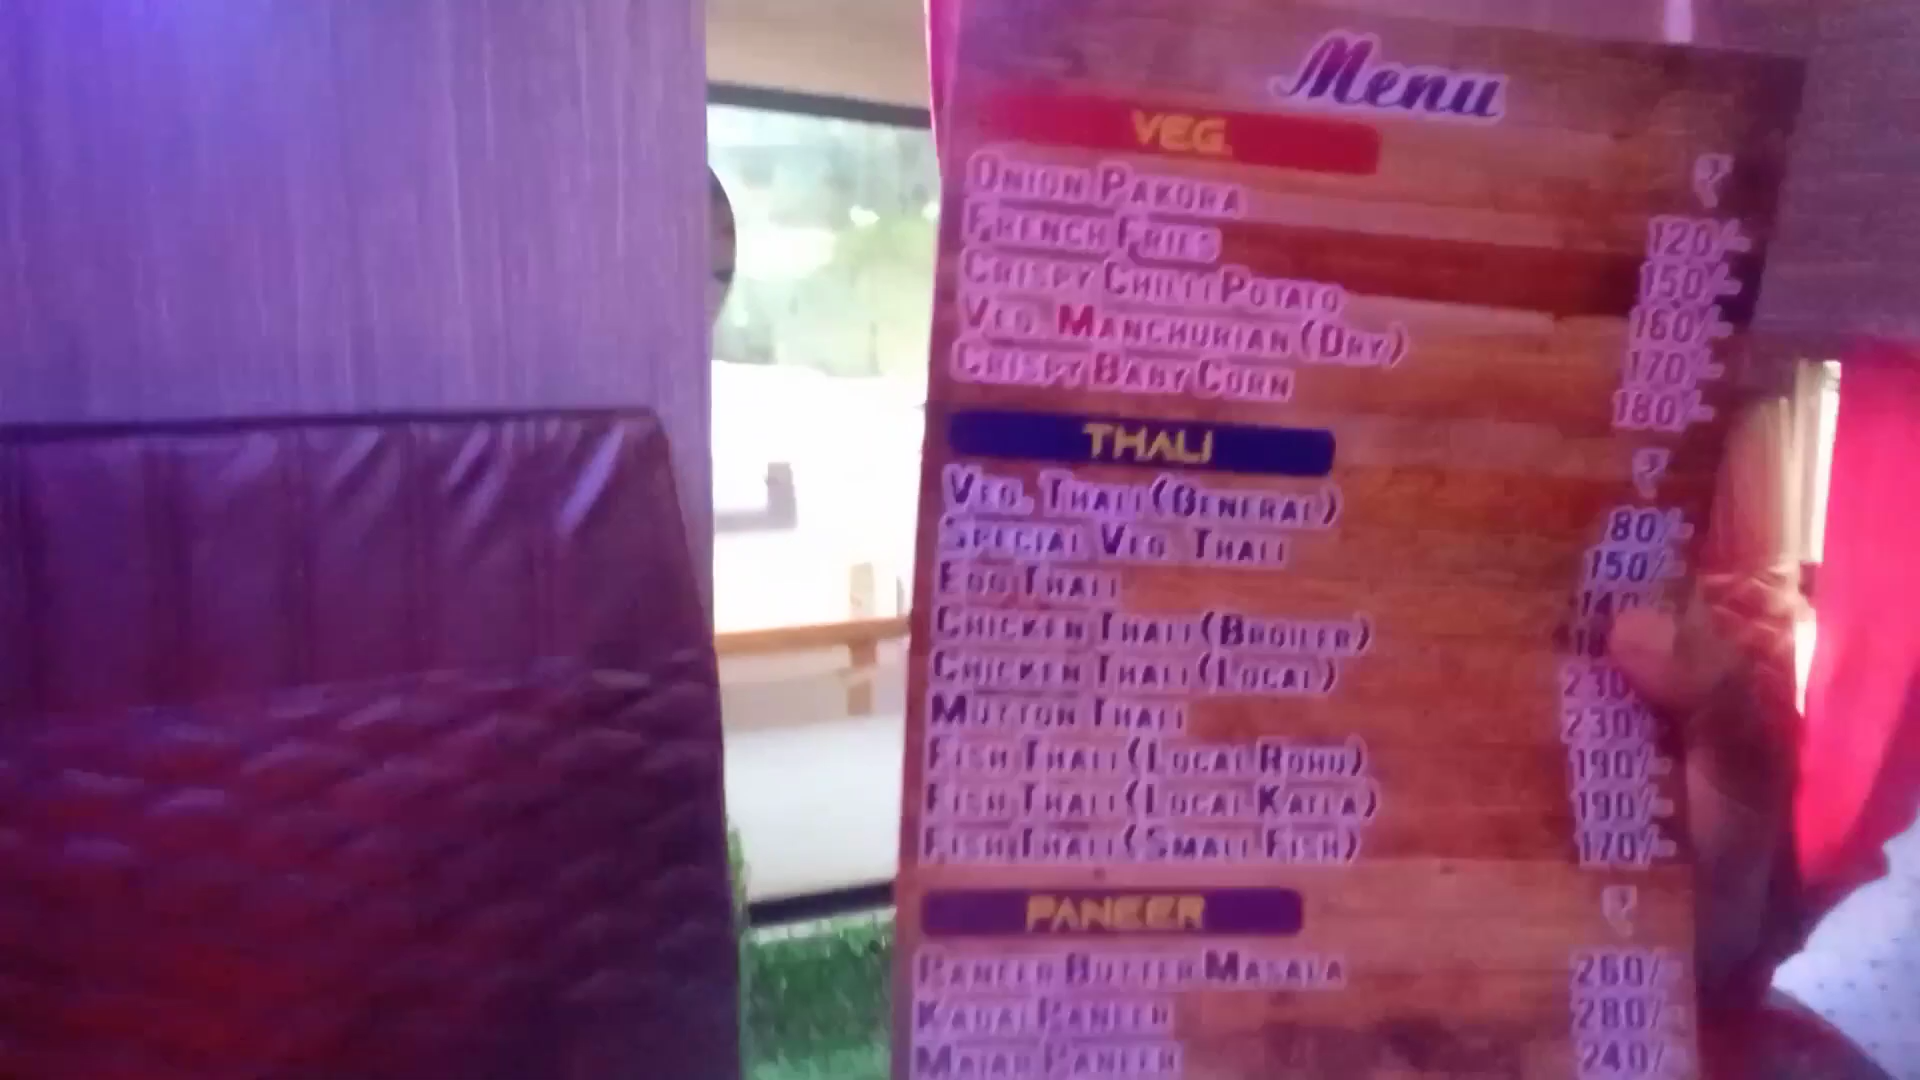 Menu
VEG.
₹
ONION PAKORA 120/-
FRENCH FRIES 150/-
CRISPY CHILLI POTATO 160/-
VEG. MANCHURIAN (DRY) 170/-
CRISPY BABY CORN 180/-
THALI
₹
VEG. THALI (GENERAL) 80/-
SPECIAL VEG THALI 150/-
EGG THALI 140/-
CHICKEN THALI (BROILER)
CHICKEN THALI (LOCAL) 230
MUTTON THALI 230/-
FISH THALI (LOCAL ROHU) 190/-
FISH THALI (LOCAL KATLA) 190/-
FISH THALI (SMALL FISH) 170/-
PANEER
₹
PANEER BUTTER MASALA 260/-
KADAI PANEER 280/-
MATAR PANEER 240/-